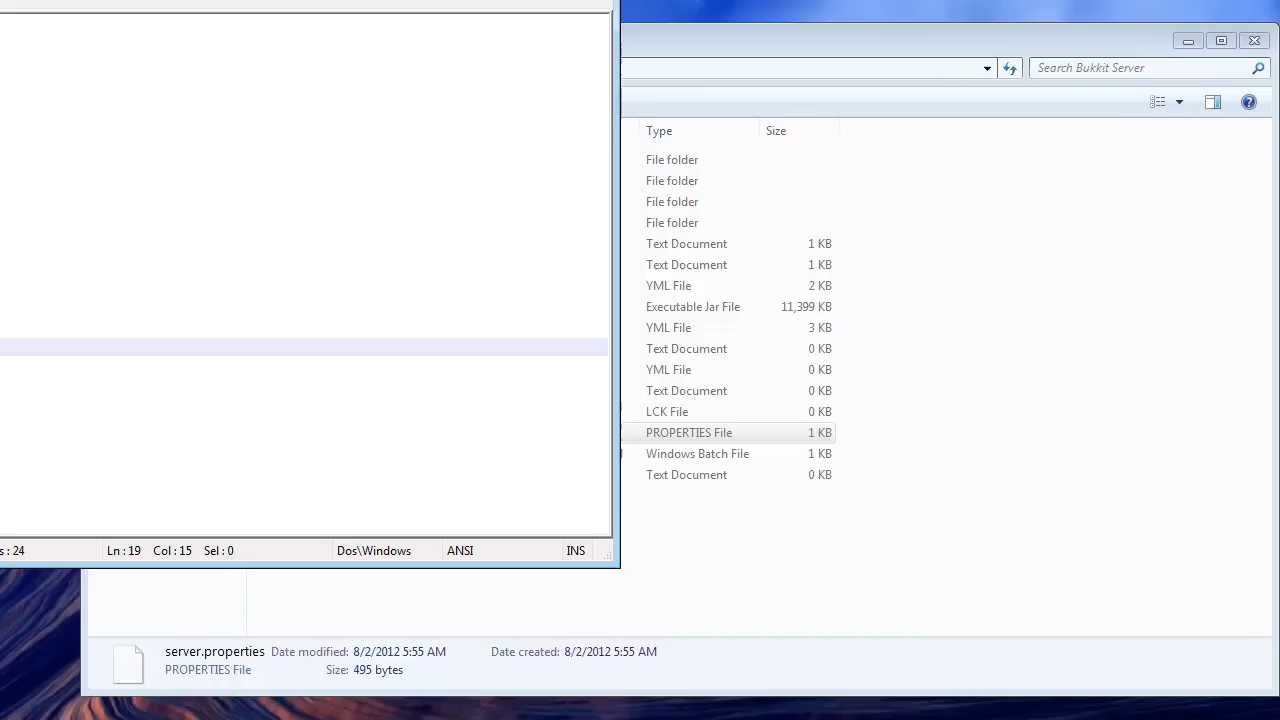 Search Bukkit Server
Type Size
File folder
File folder
File folder
File folder
Text Document 1 KB
Text Document 1 KB
YML File 2 KB
Executable Jar File 11,399 KB
YML File 3 KB
Text Document 0 KB
YML File 0 KB
Text Document 0 KB
LCK File 0 KB
PROPERTIES File 1 KB
Windows Batch File 1 KB
Text Document 0 KB
s : 24 Ln : 19 Col : 15 Sel : 0 Dos\Windows ANSI INS
server.properties Date modified: 8/2/2012 5:55 AM Date created: 8/2/2012 5:55 AM
PROPERTIES File Size: 495 bytes